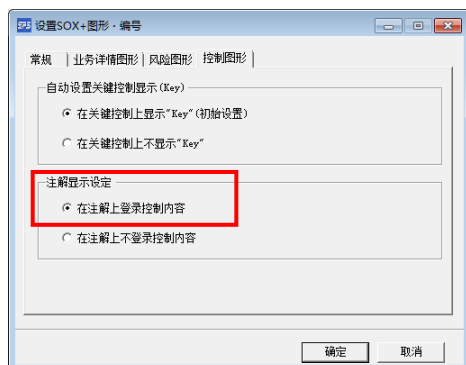 SPS 设置SOX+图形・编号
常规 业务详情图形 风险图形 控制图形
自动设置关键控制显示(Key)
在关键控制上显示"Key"(初始设置)
在关键控制上不显示"Key"
注解显示设定
在注解上登录控制内容
在注解上不登录控制内容
确定 取消